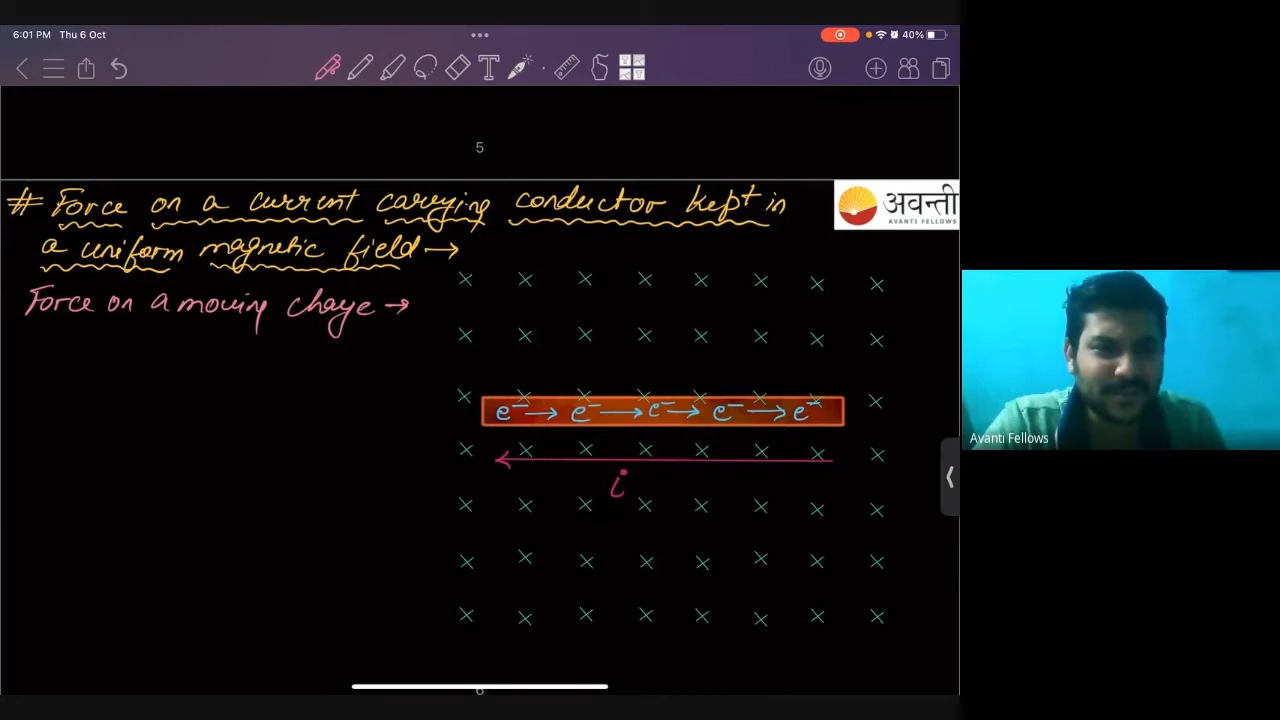 6:01 PM Thu 6 Oct
40%
5
# Force on a current carrying conductor kept in
a uniform magnetic field →
अवन्ती
AVANTI FELLOWS
Force on a moving charge →
e⁻ → e⁻ → e⁻ → e⁻ → e⁻
i
Avanti Fellows
6